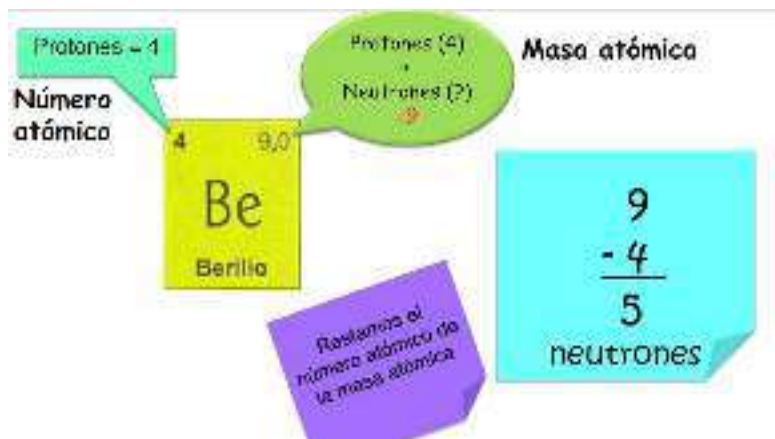 Protones = 4
Número
atómico
Protones (4)
+
Neutrones (?)
9
Masa atómica
4
9,0
Be
Berilio
9
- 4
5
neutrones
Restamos el
número atómico de
la masa atómica